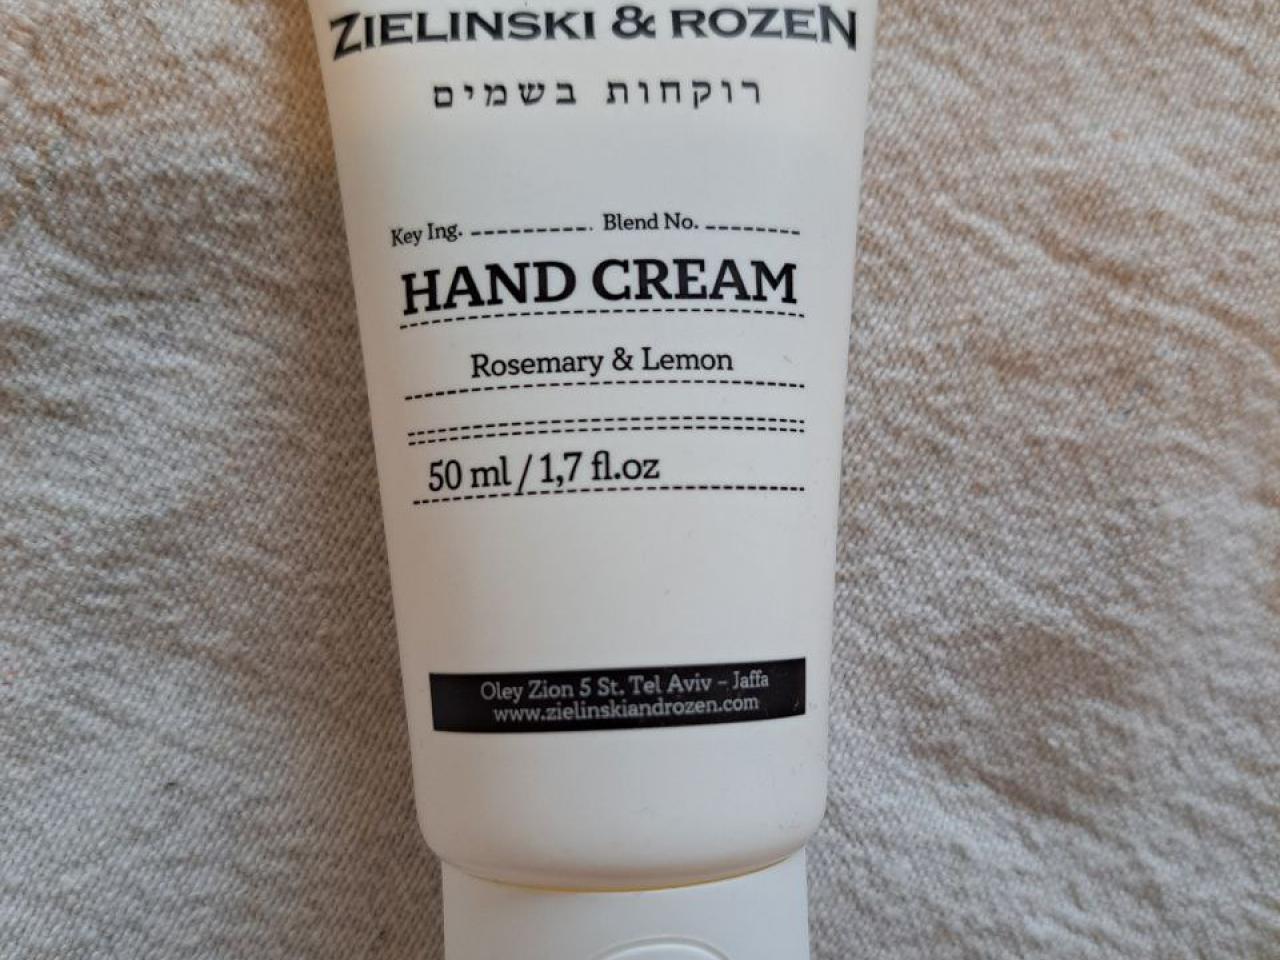 ZIELINSKI & ROZEN
רוקחות בשמים
Key Ing. Blend No.
HAND CREAM
Rosemary & Lemon
50 ml / 1,7 fl.oz
Oley Zion 5 St. Tel Aviv – Jaffa
www.zielinskiandrozen.com